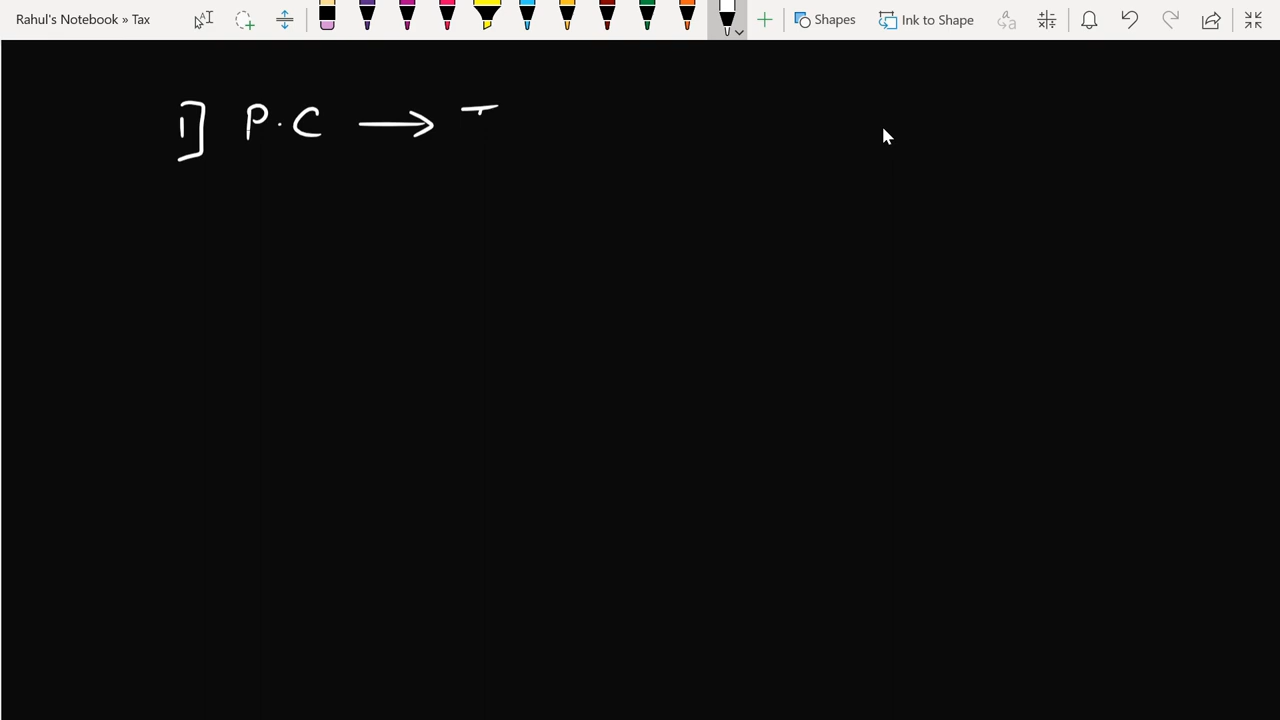 Rahul's Notebook » Tax Shapes Ink to Shape
1] P.C →